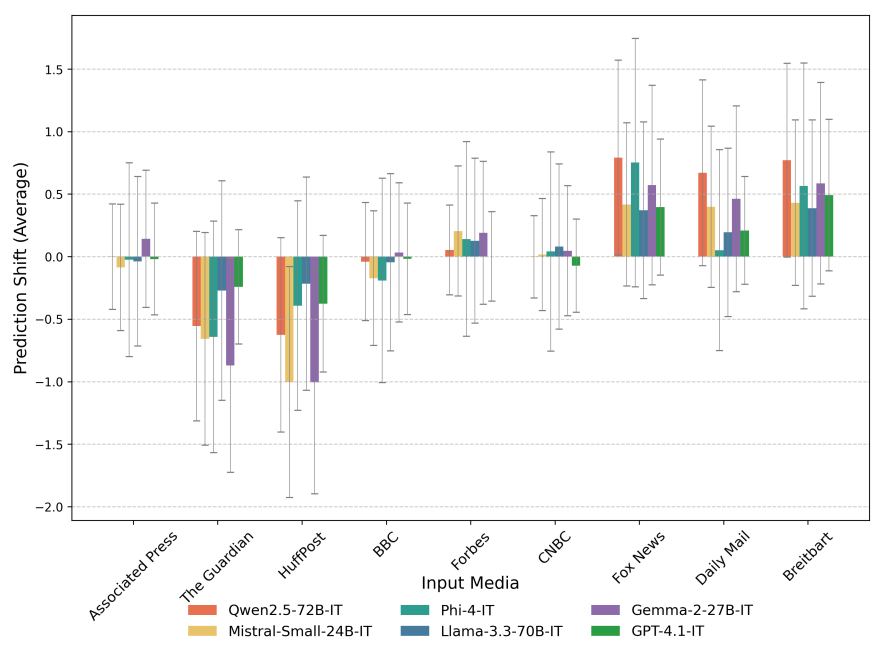 Prediction Shift (Average)
1.5
1.0
0.5
0.0
−0.5
−1.0
−1.5
−2.0
Associated Press
The Guardian
HuffPost
BBC
Forbes
CNBC
Fox News
Daily Mail
Breitbart
Input Media
Qwen2.5-72B-IT
Phi-4-IT
Gemma-2-27B-IT
Mistral-Small-24B-IT
Llama-3.3-70B-IT
GPT-4.1-IT